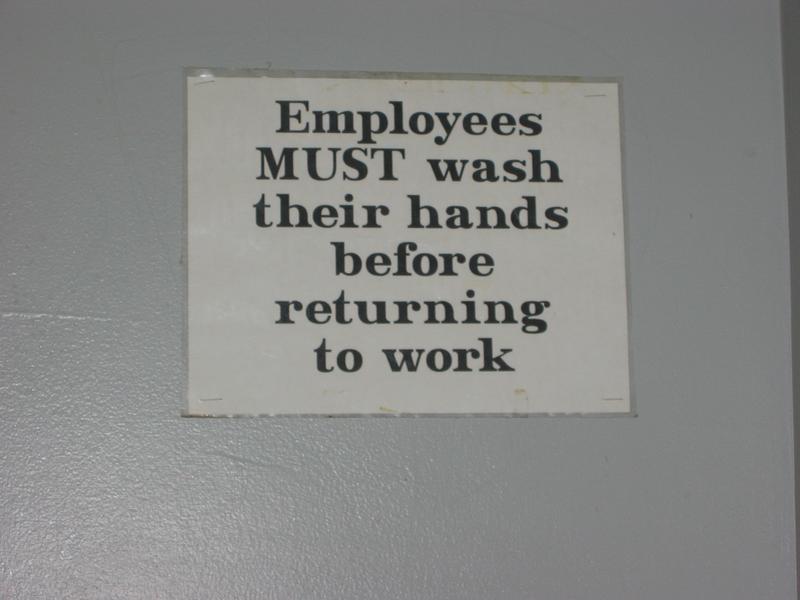 Employees
MUST wash
their hands
before
returning
to work